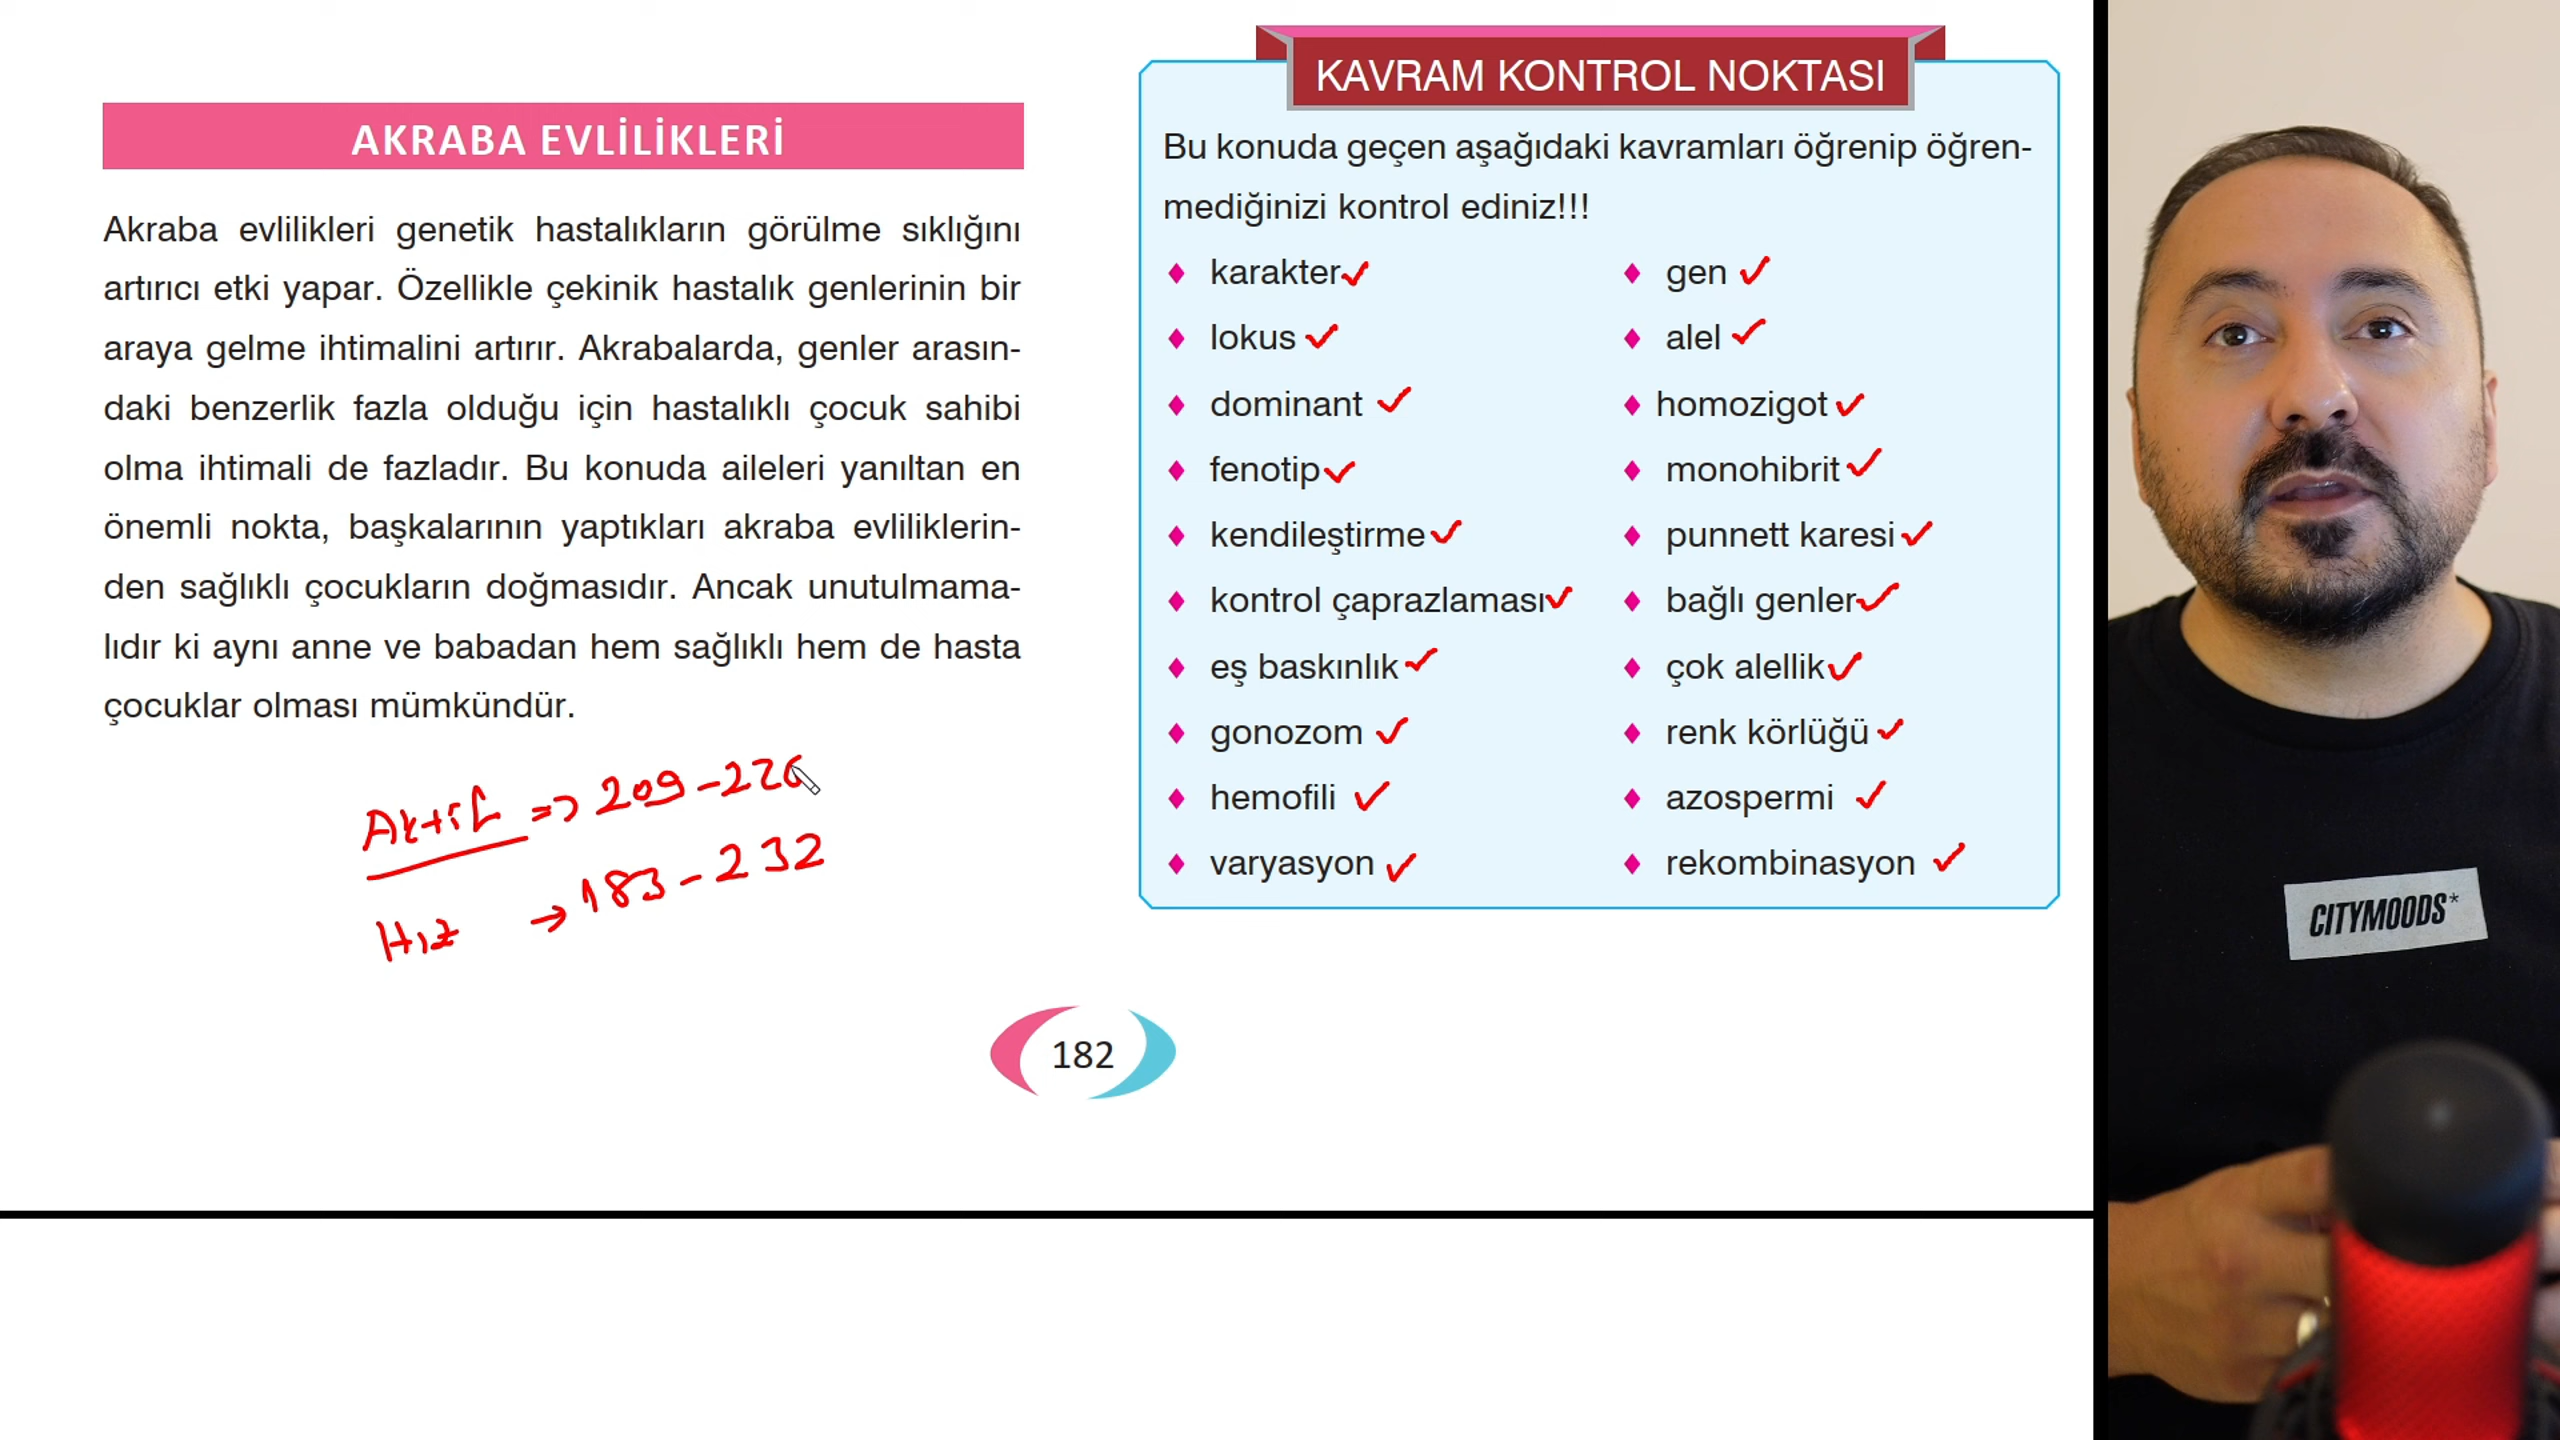 AKRABA EVLİLİKLERİ
Akraba evlilikleri genetik hastalıkların görülme sıklığını
artırıcı etki yapar. Özellikle çekinik hastalık genlerinin bir
araya gelme ihtimalini artırır. Akrabalarda, genler arasın-
daki benzerlik fazla olduğu için hastalıklı çocuk sahibi
olma ihtimali de fazladır. Bu konuda aileleri yanıltan en
önemli nokta, başkalarının yaptıkları akraba evliliklerin-
den sağlıklı çocukların doğmasıdır. Ancak unutulmama-
lıdır ki aynı anne ve babadan hem sağlıklı hem de hasta
çocuklar olması mümkündür.
Aktif => 209-226
Hız → 183-232
KAVRAM KONTROL NOKTASI
Bu konuda geçen aşağıdaki kavramları öğrenip öğren-
mediğinizi kontrol ediniz!!!
♦ karakter ✓ ♦ gen ✓
♦ lokus ✓ ♦ alel ✓
♦ dominant ✓ ♦ homozigot ✓
♦ fenotip ✓ ♦ monohibrit ✓
♦ kendileştirme ✓ ♦ punnett karesi ✓
♦ kontrol çaprazlaması ✓ ♦ bağlı genler ✓
♦ eş baskınlık ✓ ♦ çok alellik ✓
♦ gonozom ✓ ♦ renk körlüğü ✓
♦ hemofili ✓ ♦ azospermi ✓
♦ varyasyon ✓ ♦ rekombinasyon ✓
182
CITYMOODS*